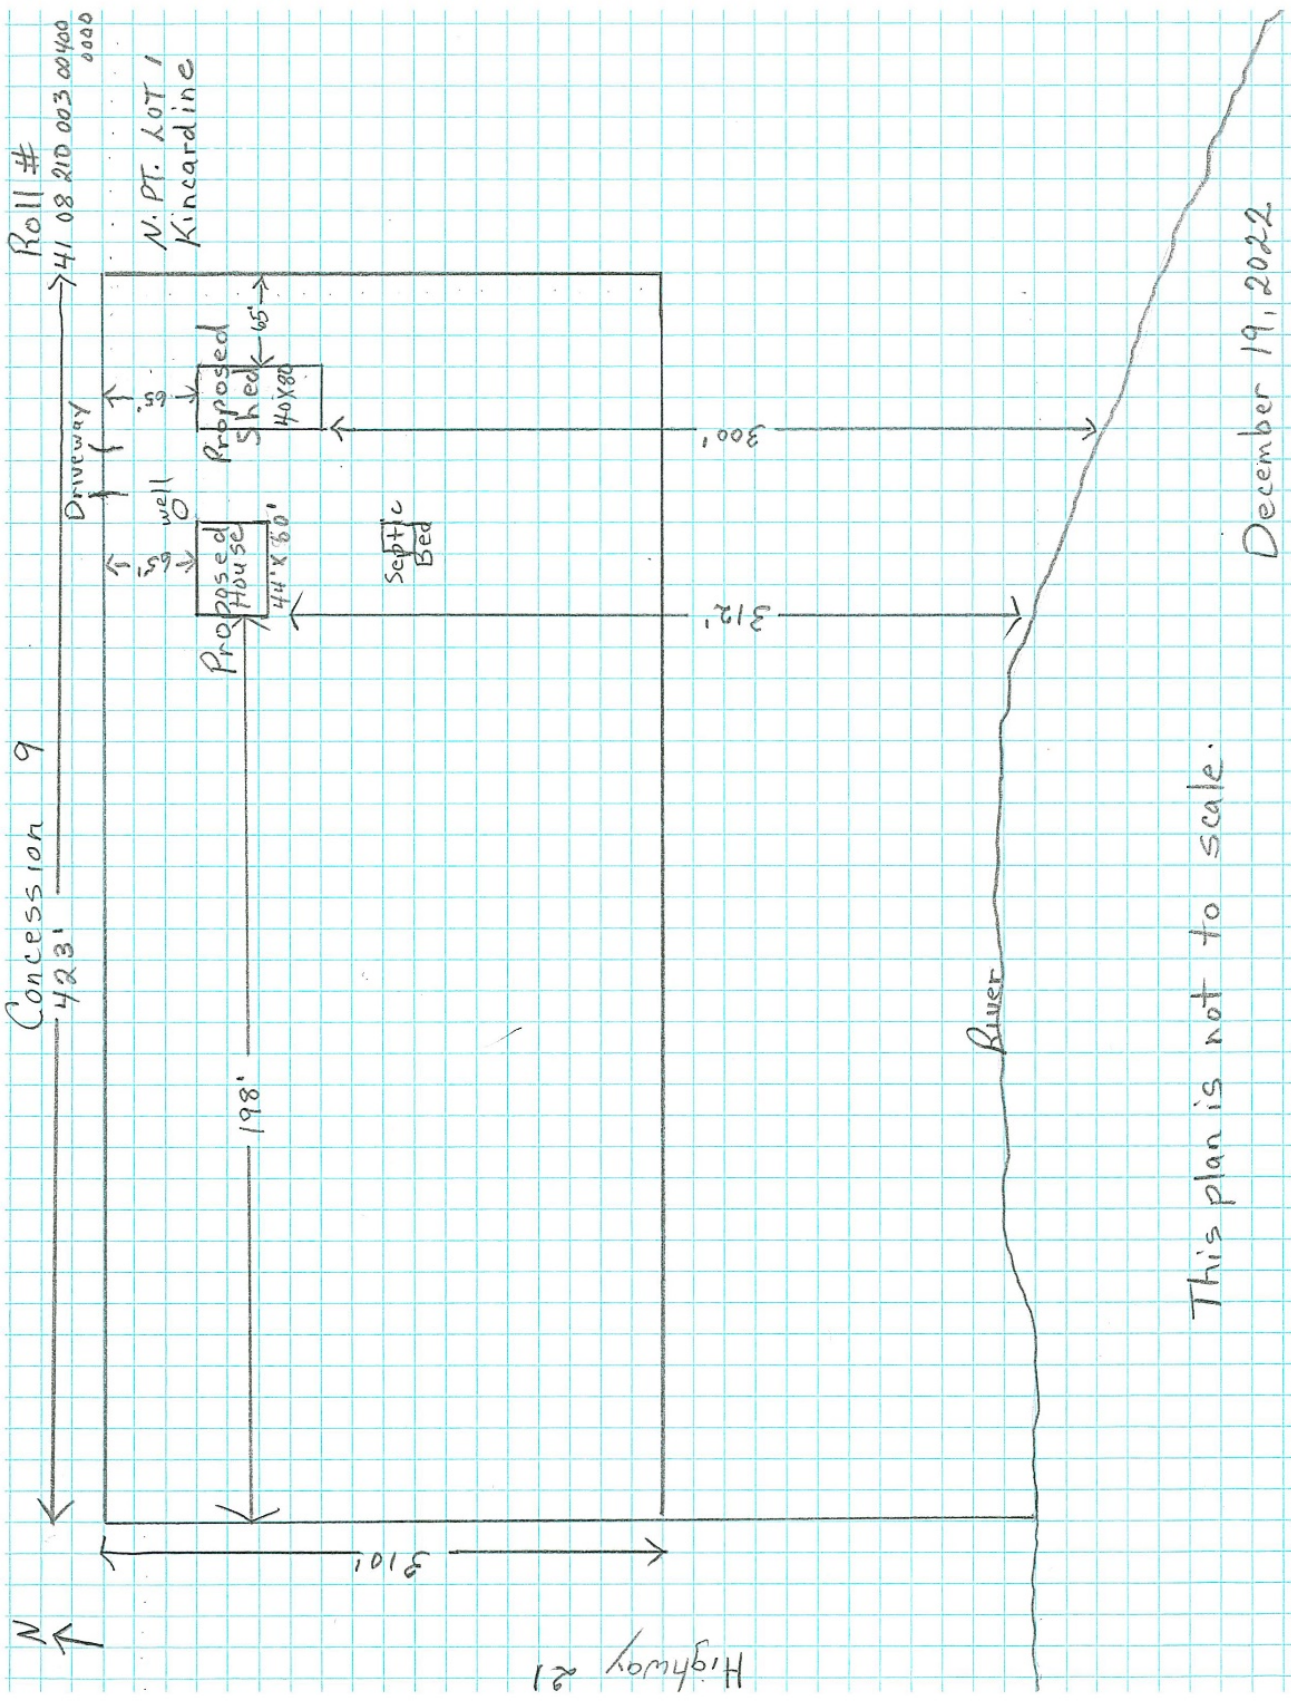 Concession 9
Roll #
41 08 210 003 00400
0000
423'
N
Driveway
N. PT. LOT 1
Kincardine
65'
well
65'
Proposed
House
44' X 60'
Proposed
Shed
40X80
65'
198'
Septic
Bed
310'
312'
300'
Highway 21
River
This plan is not to scale.
December 19, 2022